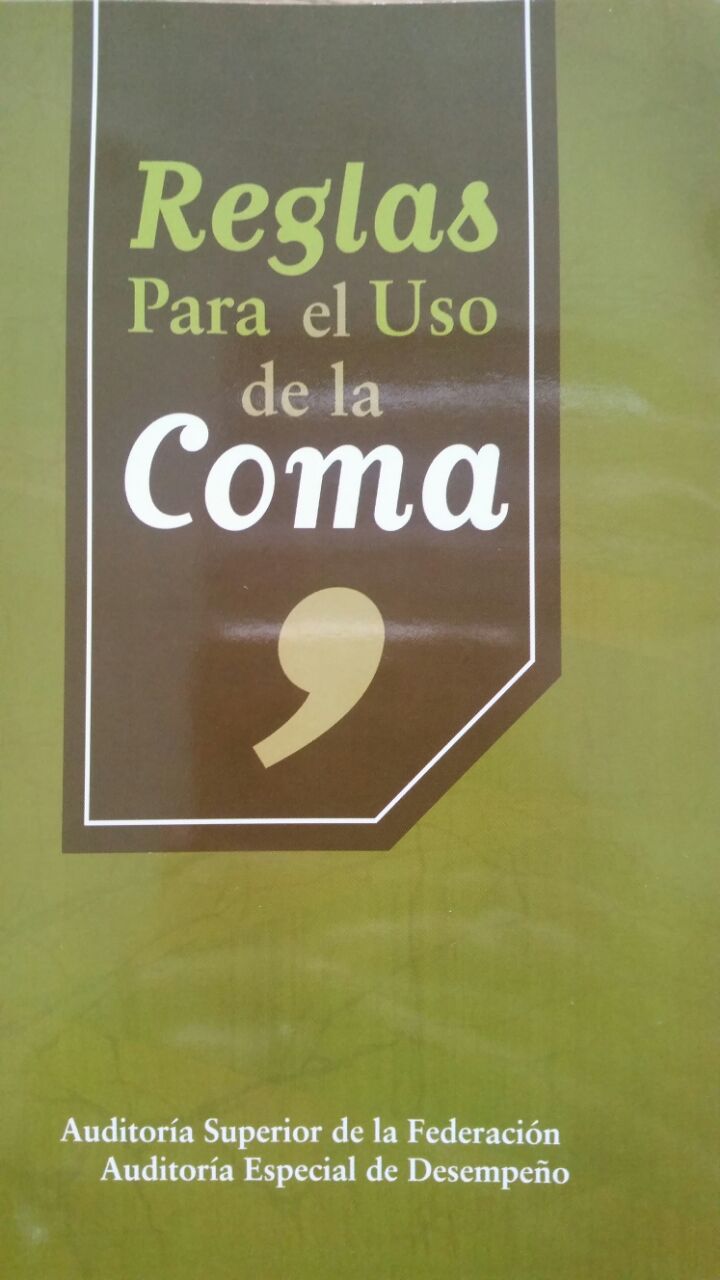 Reglas
Para el Uso
de la
Coma
,
Auditoría Superior de la Federación
Auditoría Especial de Desempeño